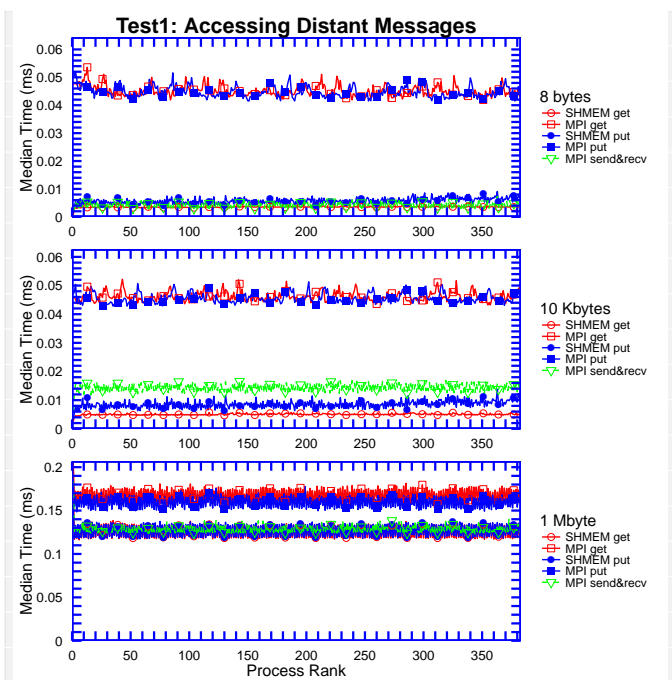 Test1: Accessing Distant Messages
0.06
0.05
0.04
0.03
0.02
0.01
0
Median Time (ms)
0 50 100 150 200 250 300 350
8 bytes
SHMEM get
MPI get
SHMEM put
MPI put
MPI send&recv
0.06
0.05
0.04
0.03
0.02
0.01
0
Median Time (ms)
0 50 100 150 200 250 300 350
10 Kbytes
SHMEM get
MPI get
SHMEM put
MPI put
MPI send&recv
0.2
0.15
0.1
0.05
0
Median Time (ms)
0 50 100 150 200 250 300 350
Process Rank
1 Mbyte
SHMEM get
MPI get
SHMEM put
MPI put
MPI send&recv